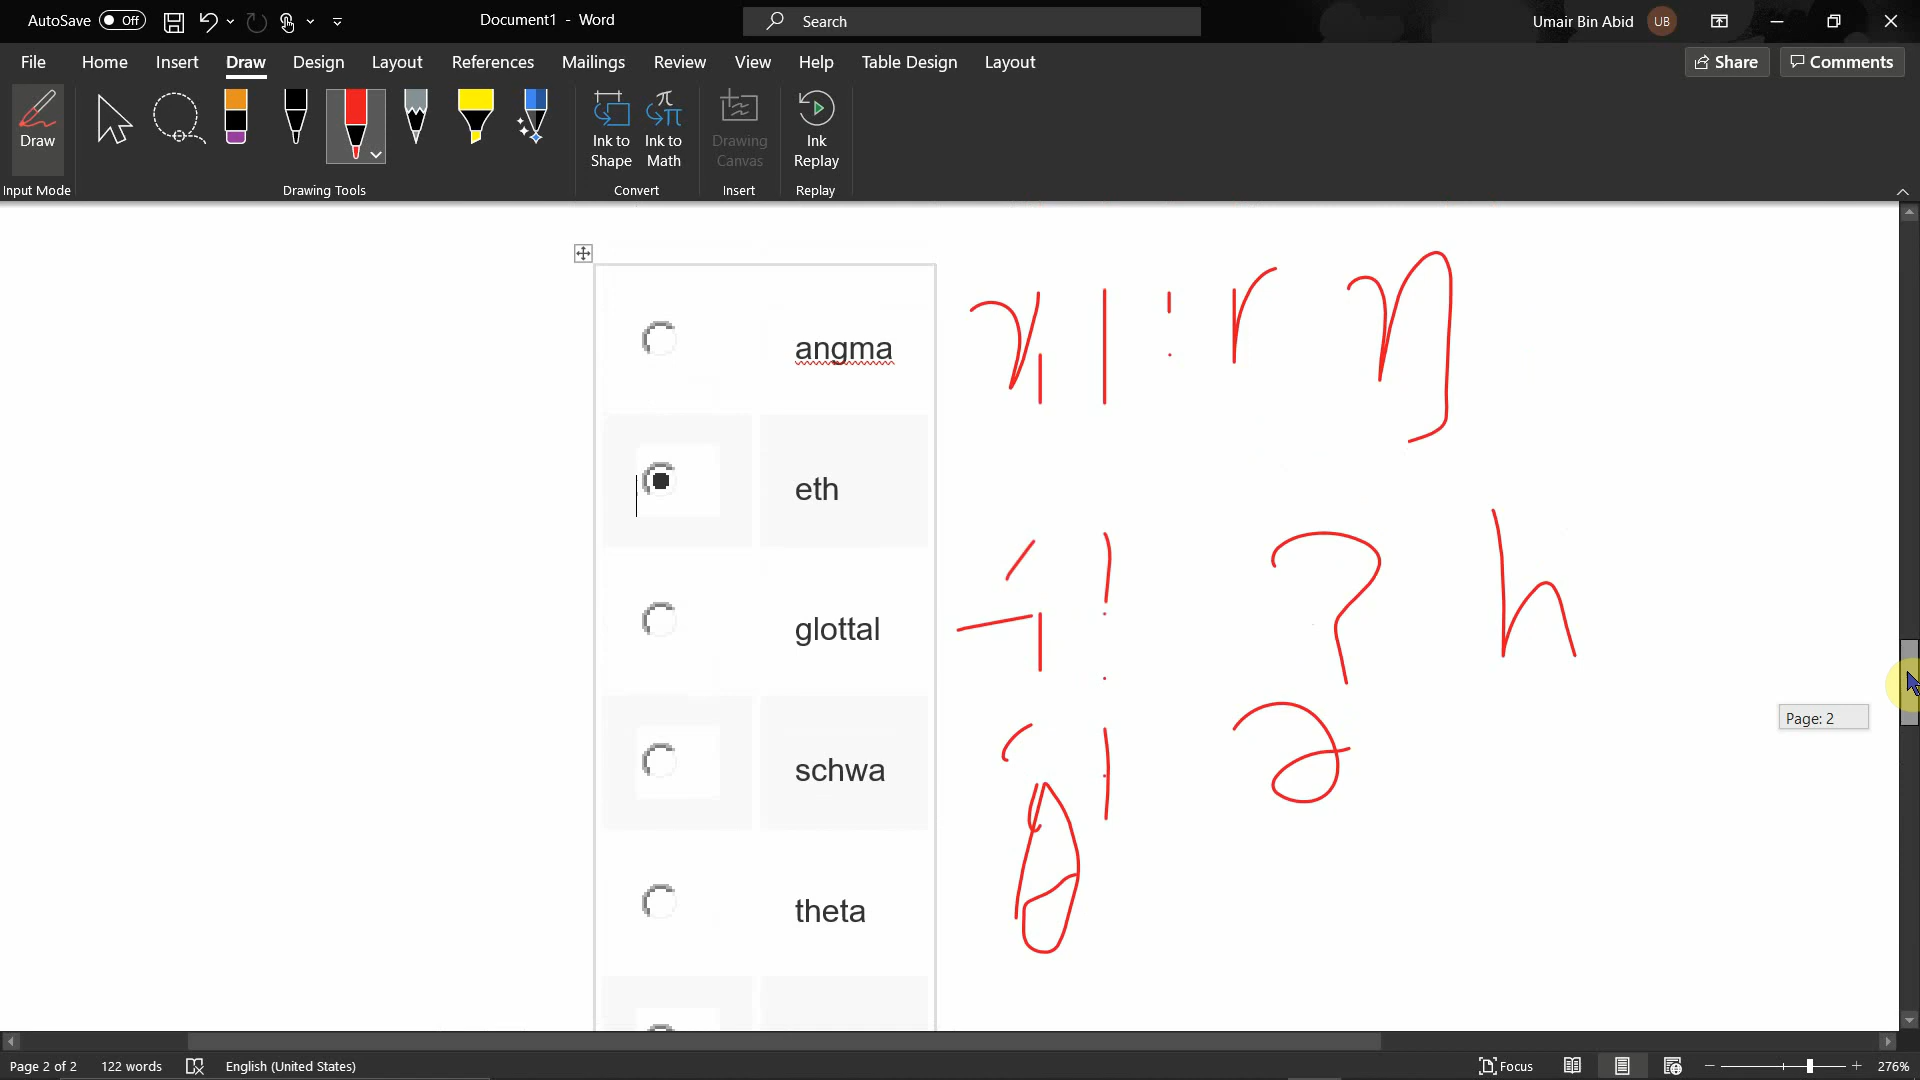 AutoSave Off Document1 - Word Search Umair Bin Abid UB
File Home Insert Draw Design Layout References Mailings Review View Help Table Design Layout Share Comments
Draw Ink to Shape Ink to Math Drawing Canvas Ink Replay
Input Mode Drawing Tools Convert Insert Replay
angma
eth
glottal
schwa
theta
Page: 2
Page 2 of 2 122 words English (United States) Focus 276%